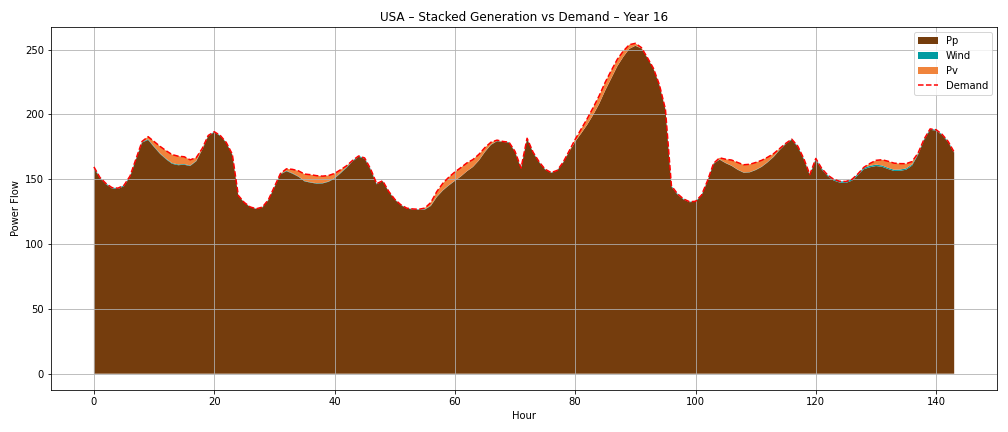 USA – Stacked Generation vs Demand – Year 16
Pp
Wind
Pv
Demand
Power Flow
250
200
150
100
50
0
0 20 40 60 80 100 120 140
Hour